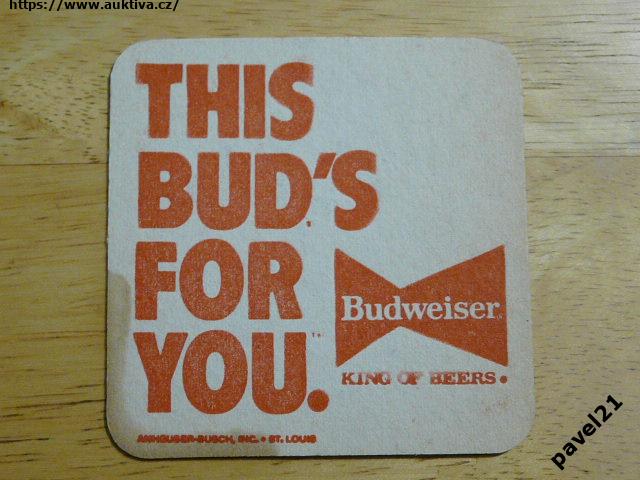 https://www.auktiva.cz/
THIS
BUD'S
FOR
YOU.
Budweiser
KING OF BEERS.
ANHEUSER-BUSCH, INC. • ST. LOUIS
pavel21